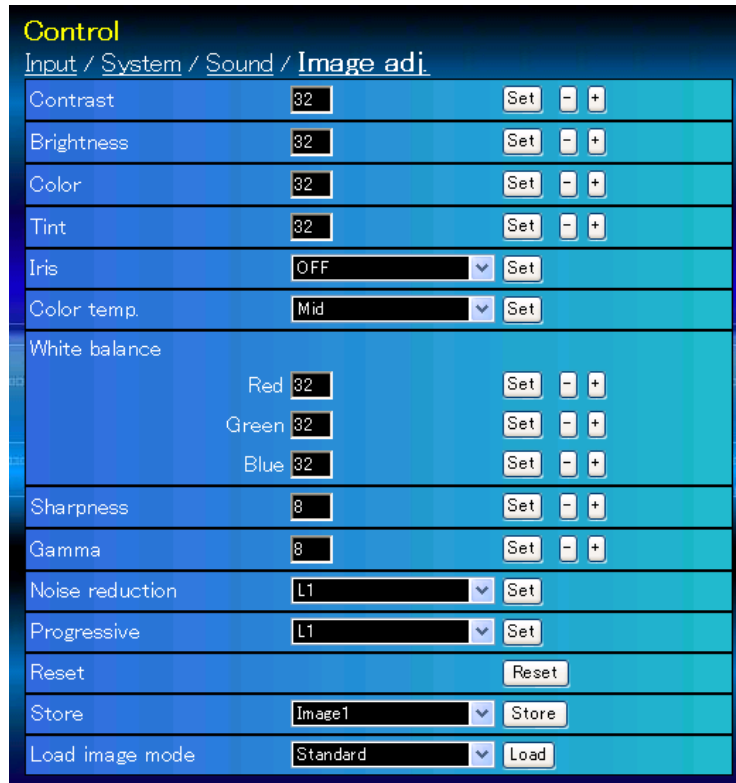 Control
Input / System / Sound / Image adj.
Contrast 32 Set - +
Brightness 32 Set - +
Color 32 Set - +
Tint 32 Set - +
Iris OFF Set
Color temp. Mid Set
White balance
Red 32 Set - +
Green 32 Set - +
Blue 32 Set - +
Sharpness 8 Set - +
Gamma 8 Set - +
Noise reduction L1 Set
Progressive L1 Set
Reset Reset
Store Image1 Store
Load image mode Standard Load